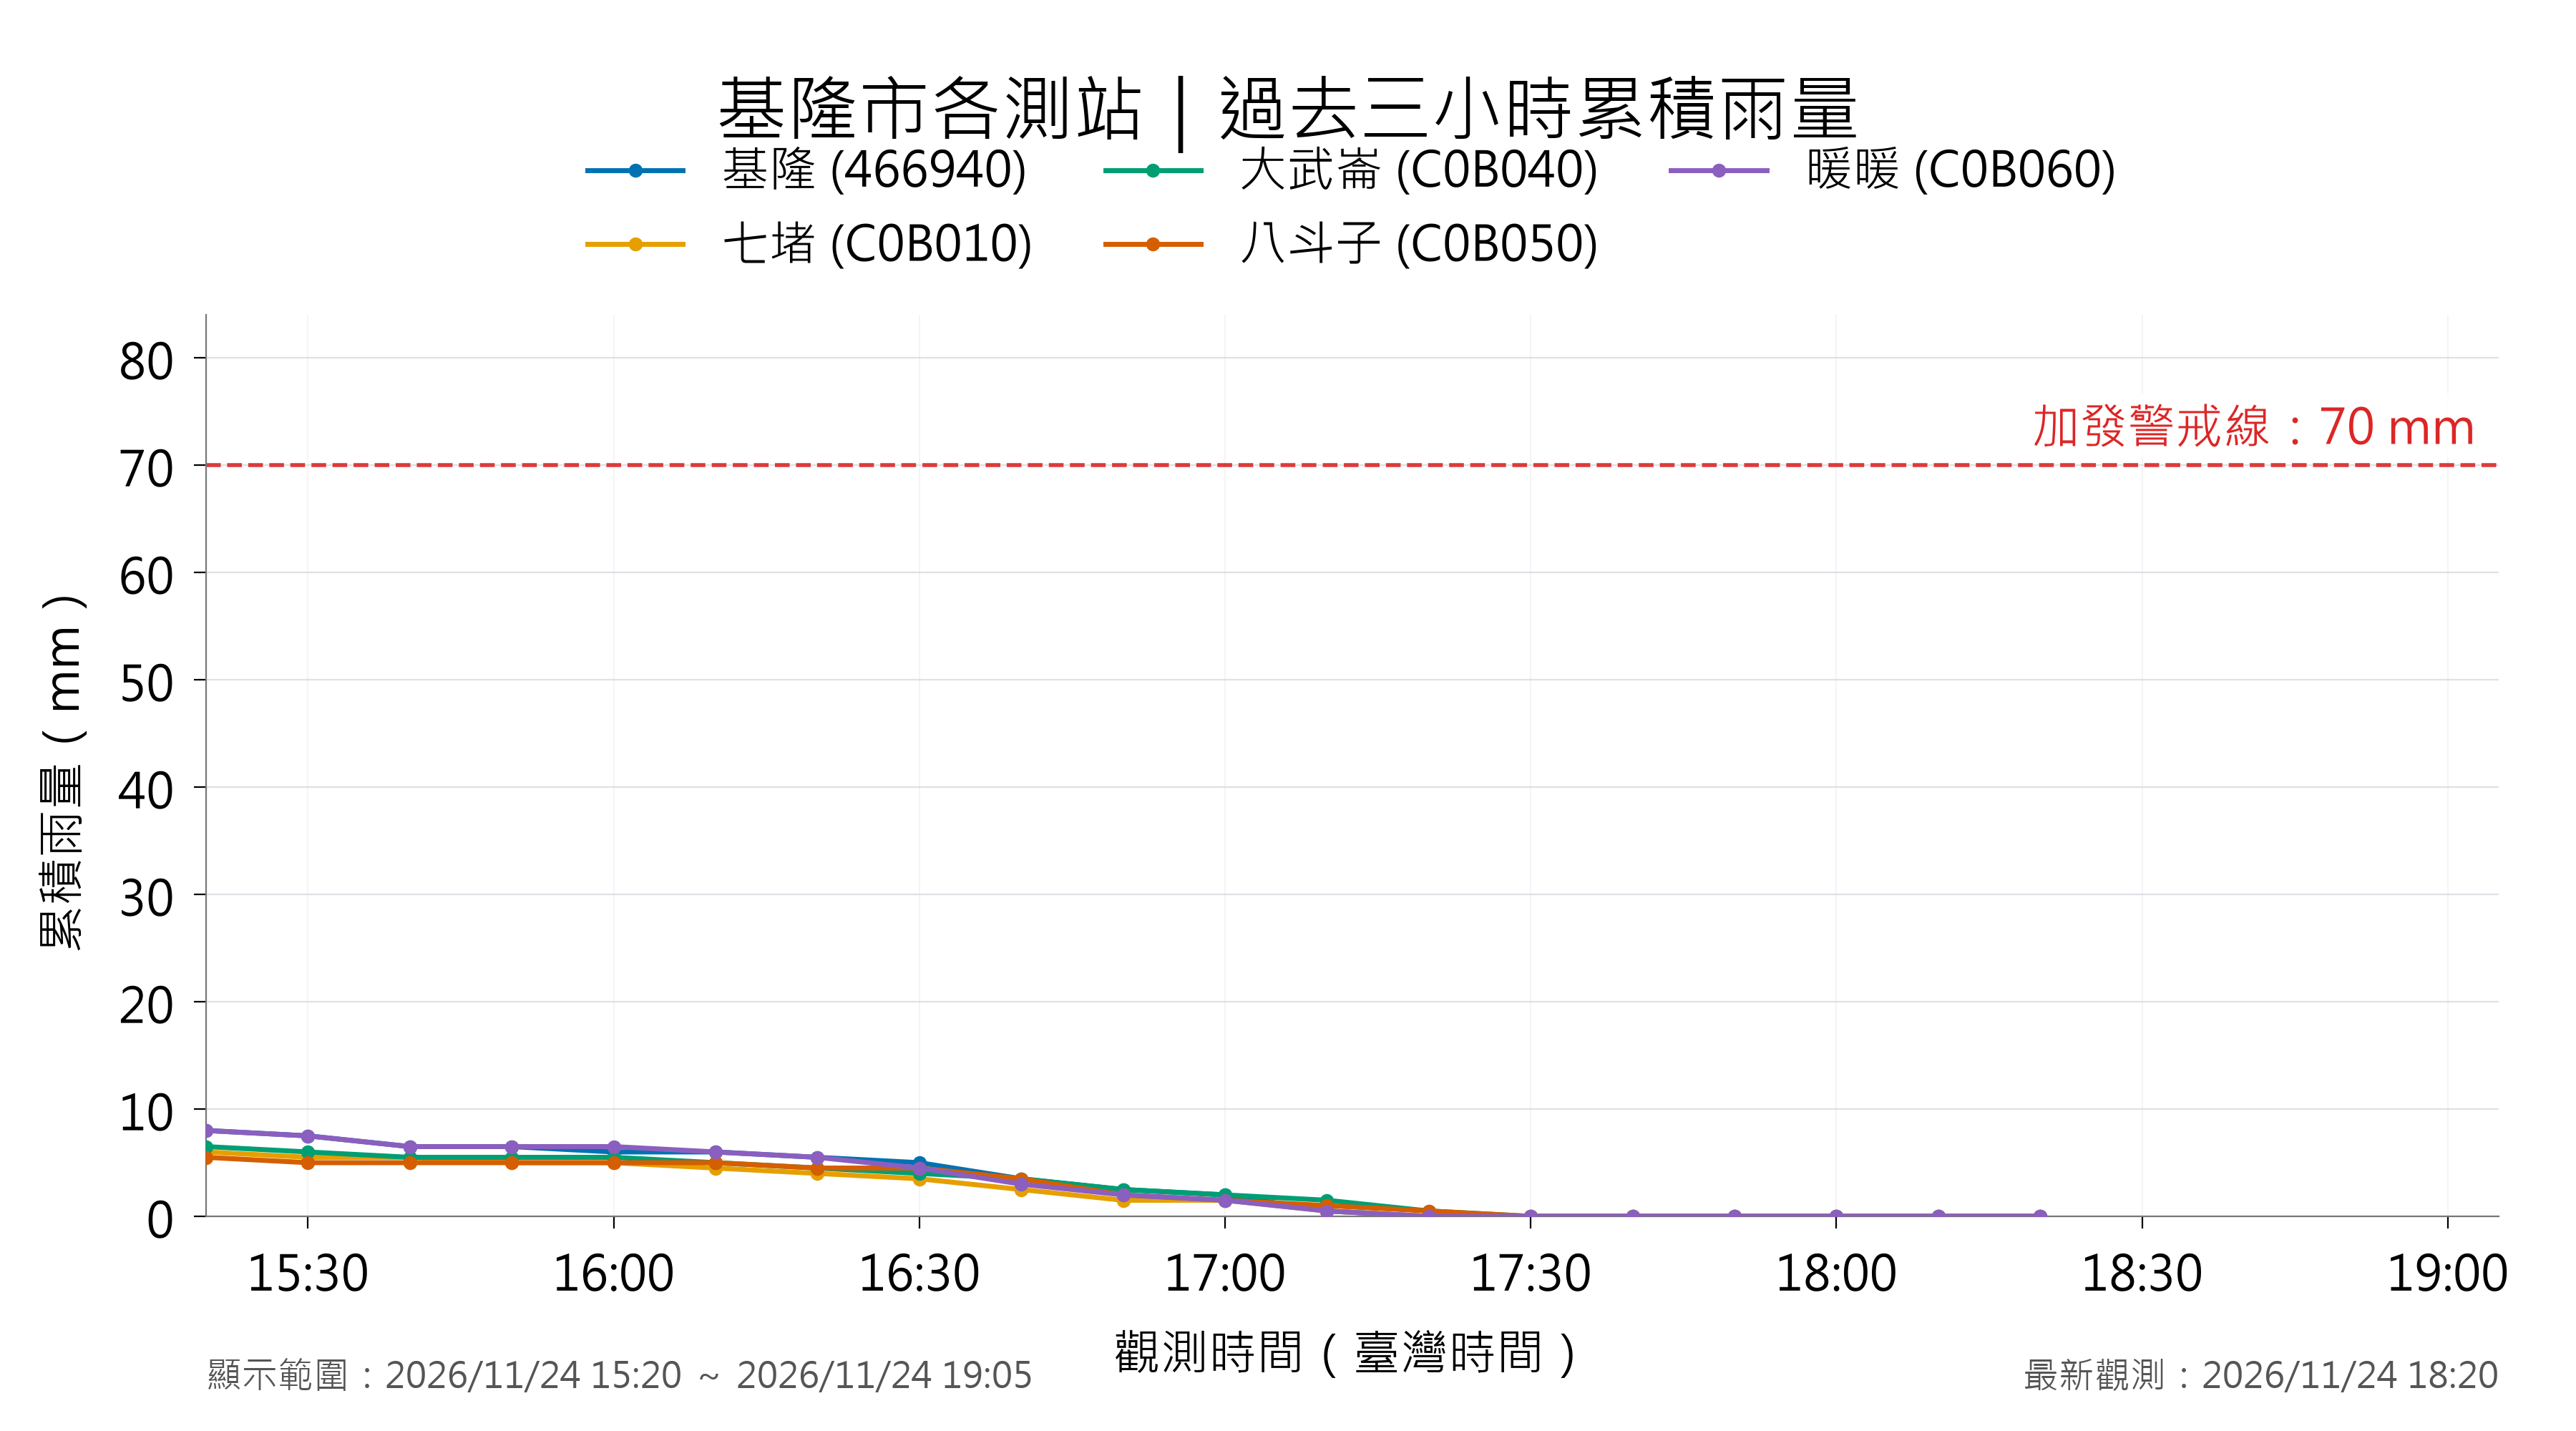 基隆市各測站｜過去三小時累積雨量
基隆 (466940)
大武崙 (C0B040)
暖暖 (C0B060)
七堵 (C0B010)
八斗子 (C0B050)
累積雨量（mm）
80
70
60
50
40
30
20
10
0
加發警戒線：70 mm
15:30
16:00
16:30
17:00
17:30
18:00
18:30
19:00
觀測時間（臺灣時間）
顯示範圍：2026/11/24 15:20 ~ 2026/11/24 19:05
最新觀測：2026/11/24 18:20